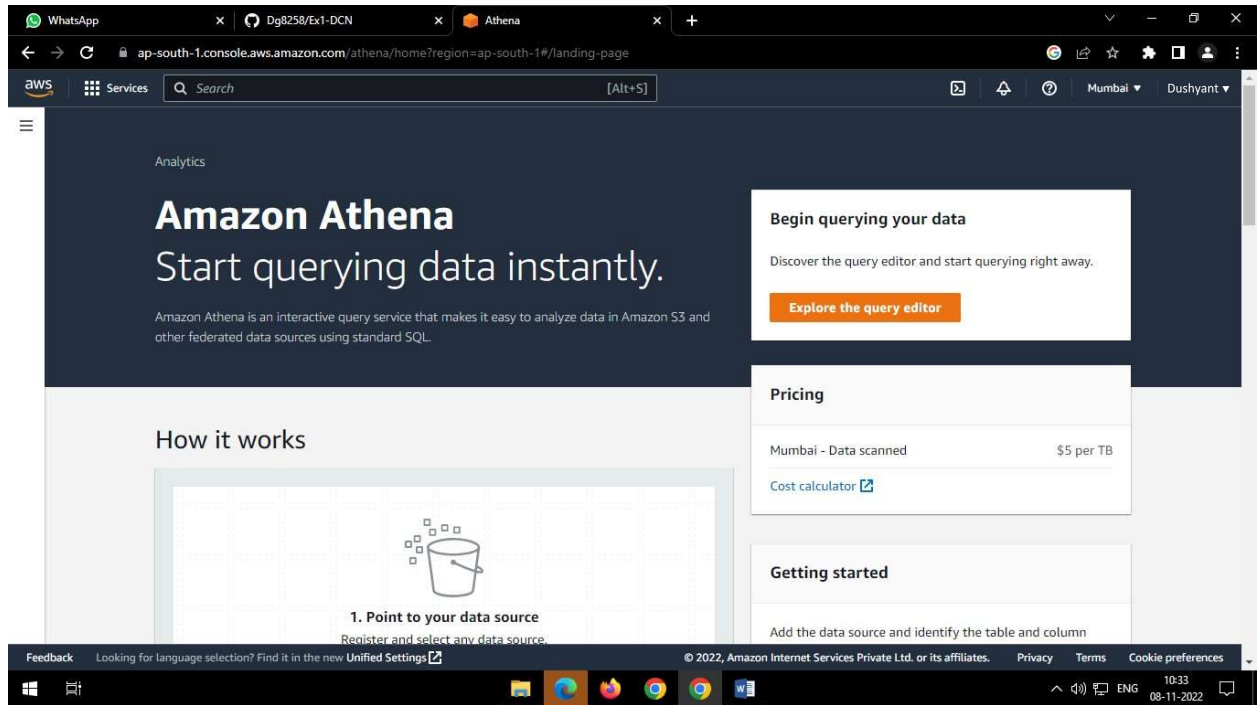 WhatsApp
Dg8258/Ex1-DCN
Athena
ap-south-1.console.aws.amazon.com/athena/home?region=ap-south-1#/landing-page
aws
Services
Search
[Alt+S]
Mumbai
Dushyant
Analytics
Amazon Athena
Start querying data instantly.
Amazon Athena is an interactive query service that makes it easy to analyze data in Amazon S3 and
other federated data sources using standard SQL.
Begin querying your data
Discover the query editor and start querying right away.
Explore the query editor
Pricing
Mumbai - Data scanned
$5 per TB
Cost calculator
How it works
1. Point to your data source
Register and select any data source.
Getting started
Add the data source and identify the table and column
Feedback
Looking for language selection? Find it in the new Unified Settings
© 2022, Amazon Internet Services Private Ltd. or its affiliates.
Privacy
Terms
Cookie preferences
ENG
10:33
08-11-2022